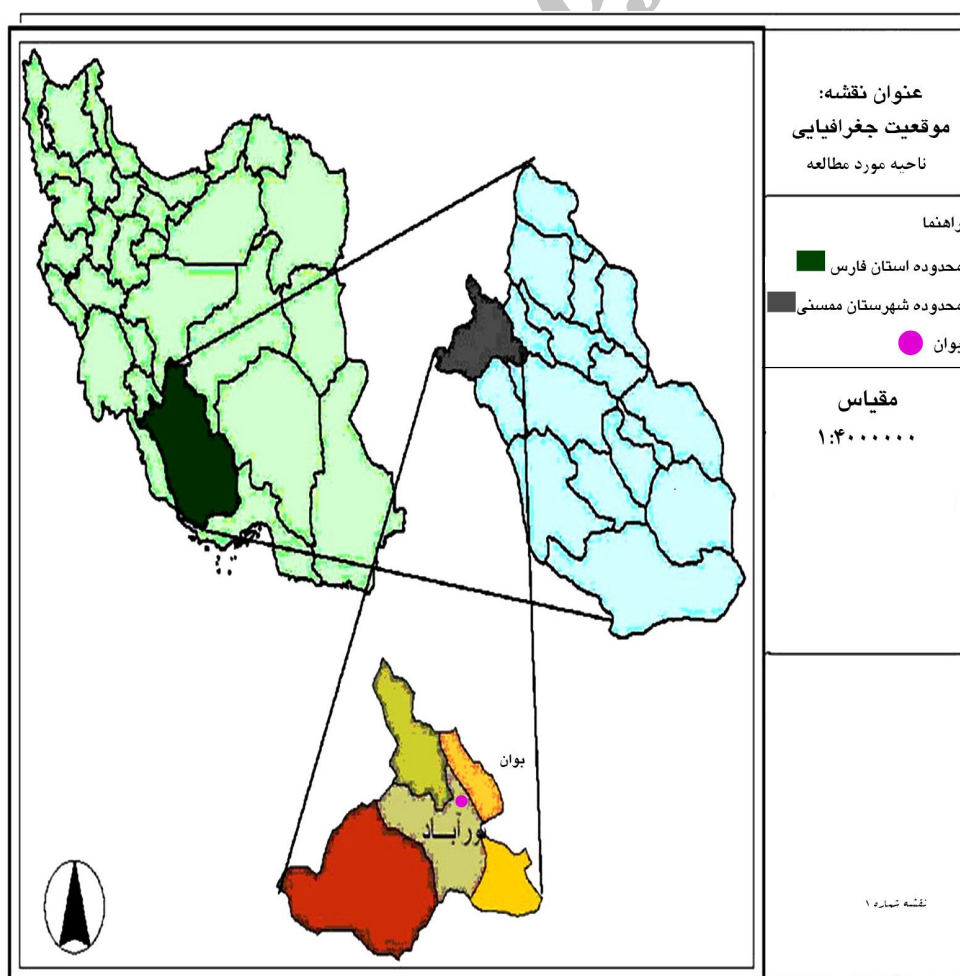 عنوان نقشه:
موقعیت جغرافیایی
ناحیه مورد مطالعه
راهنما
محدوده استان فارس
محدوده شهرستان ممسنی
بوان
مقیاس
۱:۴۰۰۰۰۰۰
بوان
نورآباد
نقشه شماره ۱